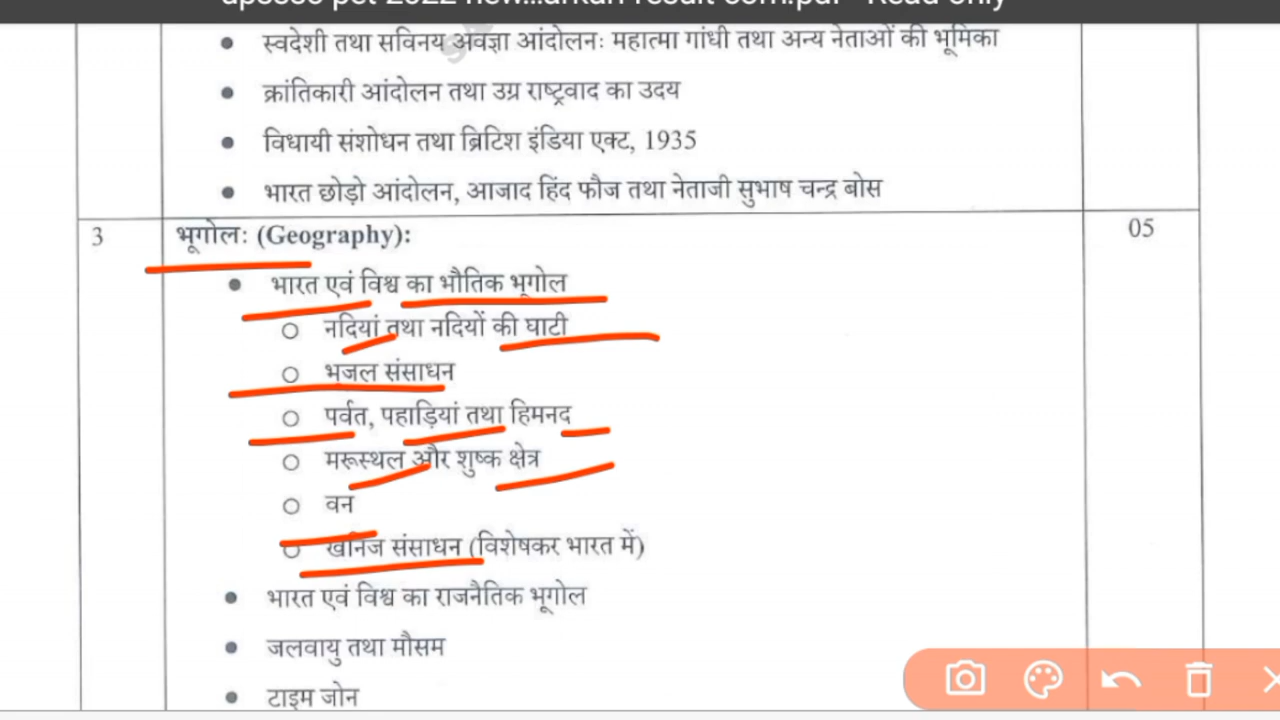 स्वदेशी तथा सविनय अवज्ञा आंदोलनः महात्मा गांधी तथा अन्य नेताओं की भूमिका
क्रांतिकारी आंदोलन तथा उग्र राष्ट्रवाद का उदय
विधायी संशोधन तथा ब्रिटिश इंडिया एक्ट, 1935
भारत छोड़ो आंदोलन, आजाद हिंद फौज तथा नेताजी सुभाष चन्द्र बोस
3 भूगोलः (Geography): 05
भारत एवं विश्व का भौतिक भूगोल
नदियां तथा नदियों की घाटी
भूजल संसाधन
पर्वत, पहाड़ियां तथा हिमनद
मरूस्थल और शुष्क क्षेत्र
वन
खनिज संसाधन (विशेषकर भारत में)
भारत एवं विश्व का राजनैतिक भूगोल
जलवायु तथा मौसम
टाइम जोन